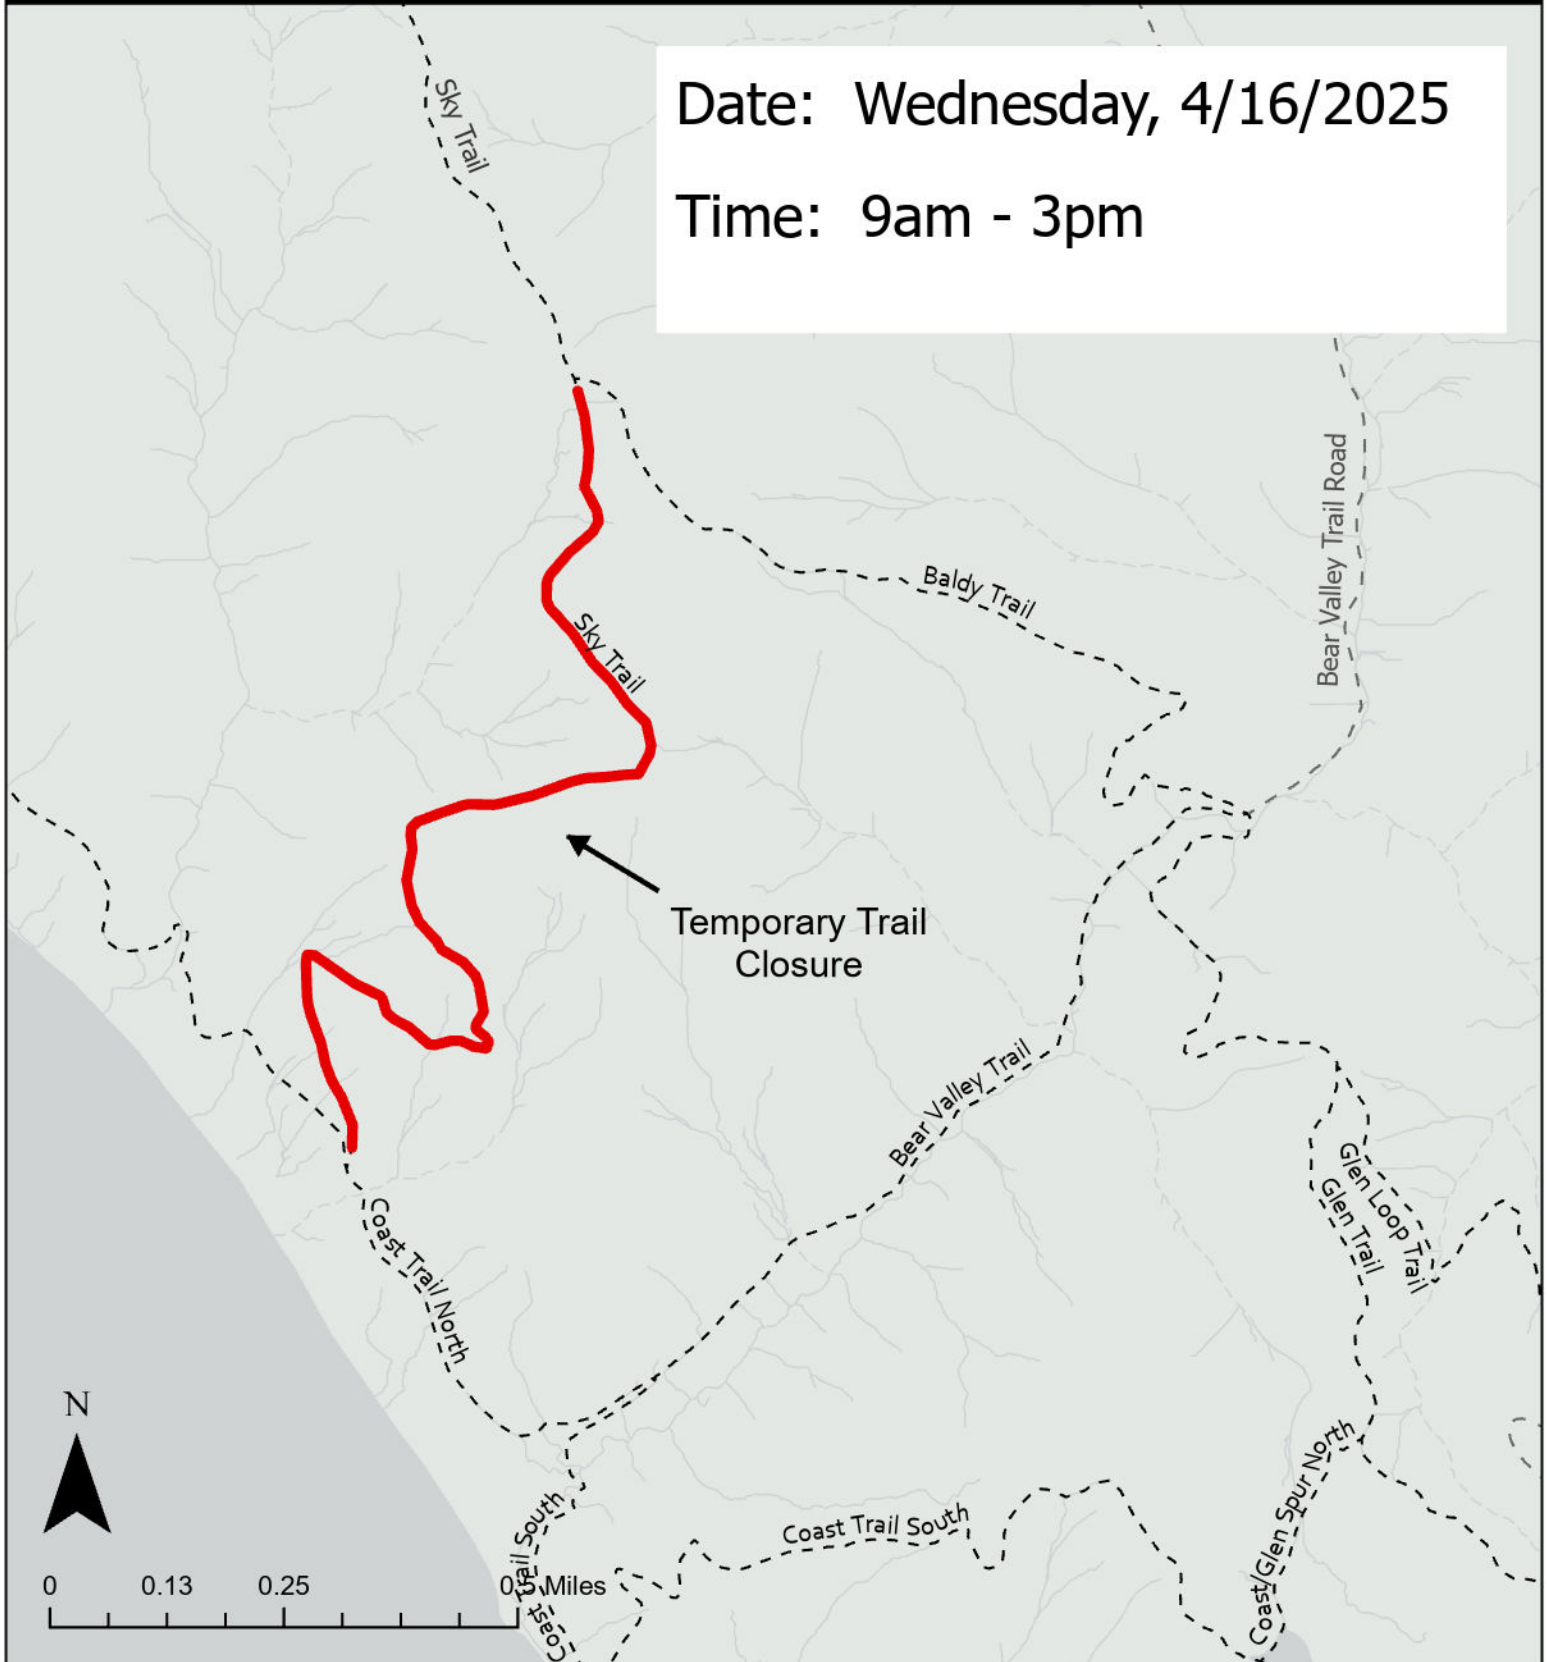 Date: Wednesday, 4/16/2025
Time: 9am - 3pm
Sky Trail
Bear Valley Trail Road
Baldy Trail
Sky Trail
Temporary Trail
Closure
Bear Valley Trail
Glen Loop Trail
Glen Trail
Coast Trail North
N
Coast/Glen Spur North
Coast Trail South
Coast Trail South
0 0.13 0.25 0.5 Miles